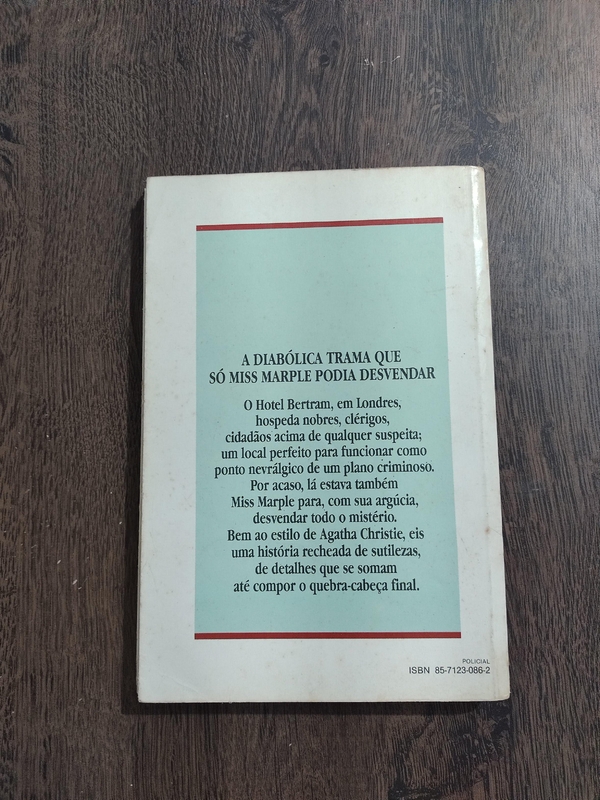 A DIABÓLICA TRAMA QUE
SÓ MISS MARPLE PODIA DESVENDAR
O Hotel Bertram, em Londres,
hospeda nobres, clérigos,
cidadãos acima de qualquer suspeita;
um local perfeito para funcionar como
ponto nevrálgico de um plano criminoso.
Por acaso, lá estava também
Miss Marple para, com sua argúcia,
desvendar todo o mistério.
Bem ao estilo de Agatha Christie, eis
uma história recheada de sutilezas,
de detalhes que se somam
até compor o quebra-cabeça final.
POLICIAL
ISBN 85-7123-086-2